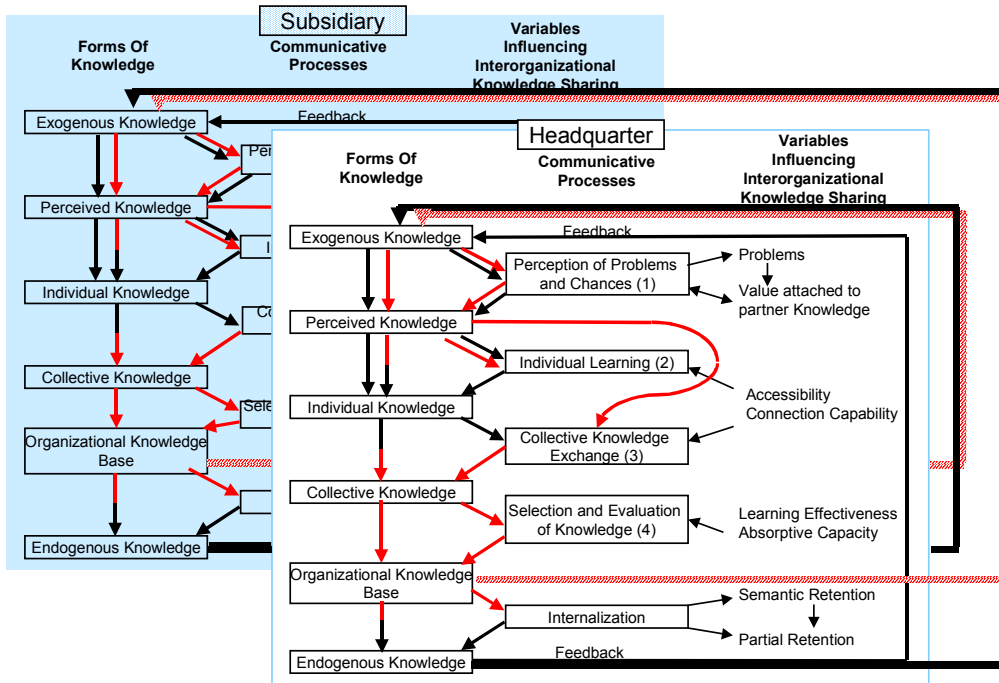 Subsidiary
Forms Of
Knowledge
Communicative
Processes
Variables
Influencing
Interorganizational
Knowledge Sharing
Exogenous Knowledge
Feedback
Perceived Knowledge
Individual Knowledge
Collective Knowledge
Organizational Knowledge
Base
Endogenous Knowledge
Per
I
Co
Sele
Headquarter
Forms Of
Knowledge
Communicative
Processes
Variables
Influencing
Interorganizational
Knowledge Sharing
Exogenous Knowledge
Feedback
Perception of Problems
and Chances (1)
Problems
Value attached to
partner Knowledge
Perceived Knowledge
Individual Learning (2)
Accessibility
Connection Capability
Individual Knowledge
Collective Knowledge
Exchange (3)
Collective Knowledge
Selection and Evaluation
of Knowledge (4)
Learning Effectiveness
Absorptive Capacity
Organizational Knowledge
Base
Internalization
Semantic Retention
Partial Retention
Endogenous Knowledge
Feedback